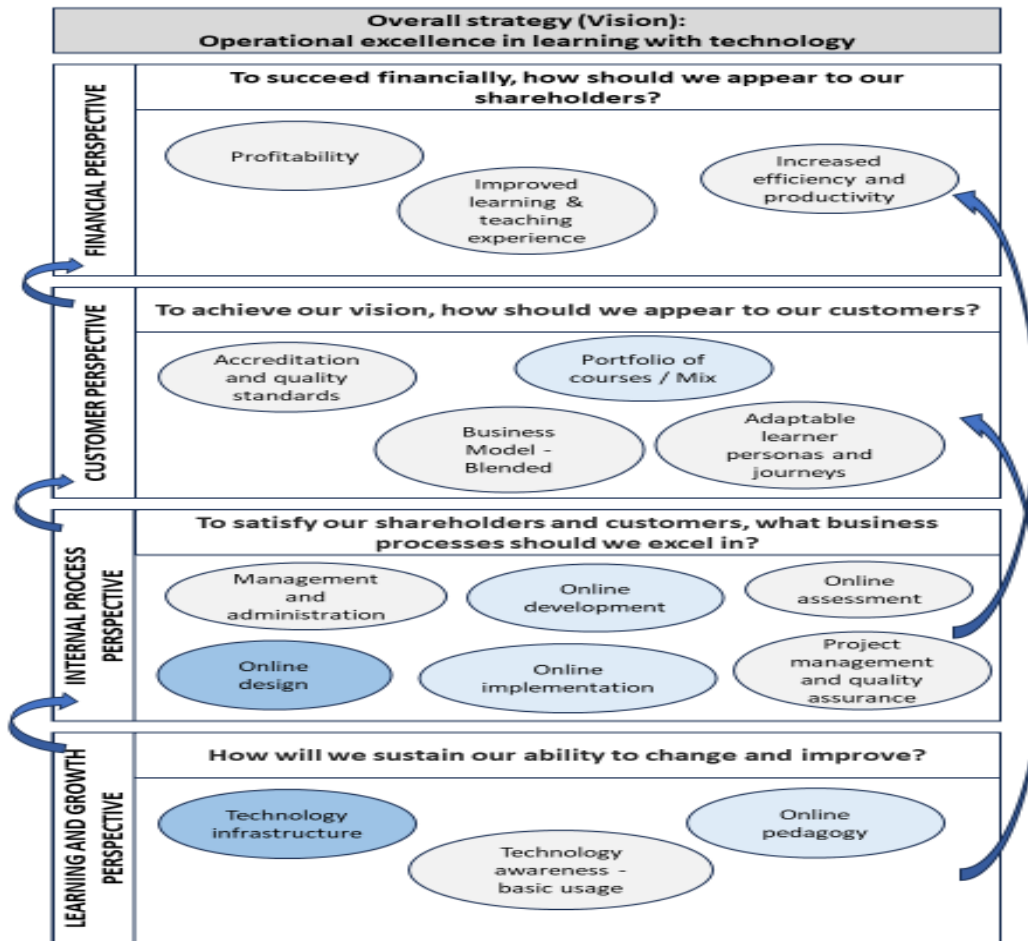 Overall strategy (Vision):
Operational excellence in learning with technology
FINANCIAL PERSPECTIVE
To succeed financially, how should we appear to our
shareholders?
Profitability
Improved
learning &
teaching
experience
Increased
efficiency and
productivity
CUSTOMER PERSPECTIVE
To achieve our vision, how should we appear to our customers?
Accreditation
and quality
standards
Portfolio of
courses / Mix
Business
Model -
Blended
Adaptable
learner
personas and
journeys
INTERNAL PROCESS
PERSPECTIVE
To satisfy our shareholders and customers, what business
processes should we excel in?
Management
and
administration
Online
development
Online
assessment
Online
design
Online
implementation
Project
management
and quality
assurance
LEARNING AND GROWTH
PERSPECTIVE
How will we sustain our ability to change and improve?
Technology
infrastructure
Technology
awareness -
basic usage
Online
pedagogy